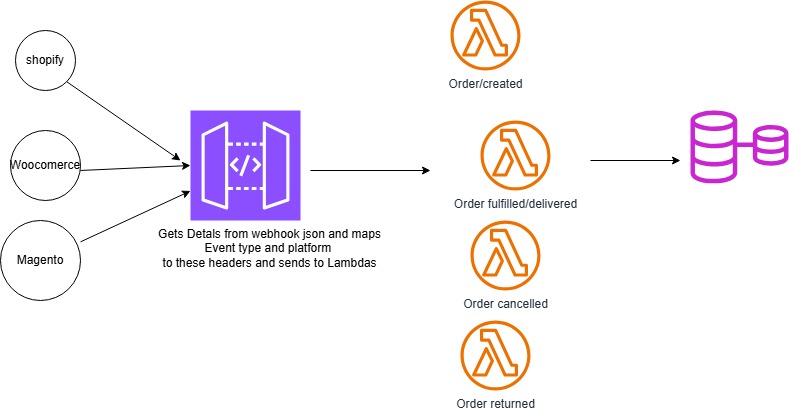 shopify
Woocomerce
Magento
</>
Gets Detals from webhook json and maps
Event type and platform
to these headers and sends to Lambdas
Order/created
Order fulfilled/delivered
Order cancelled
Order returned